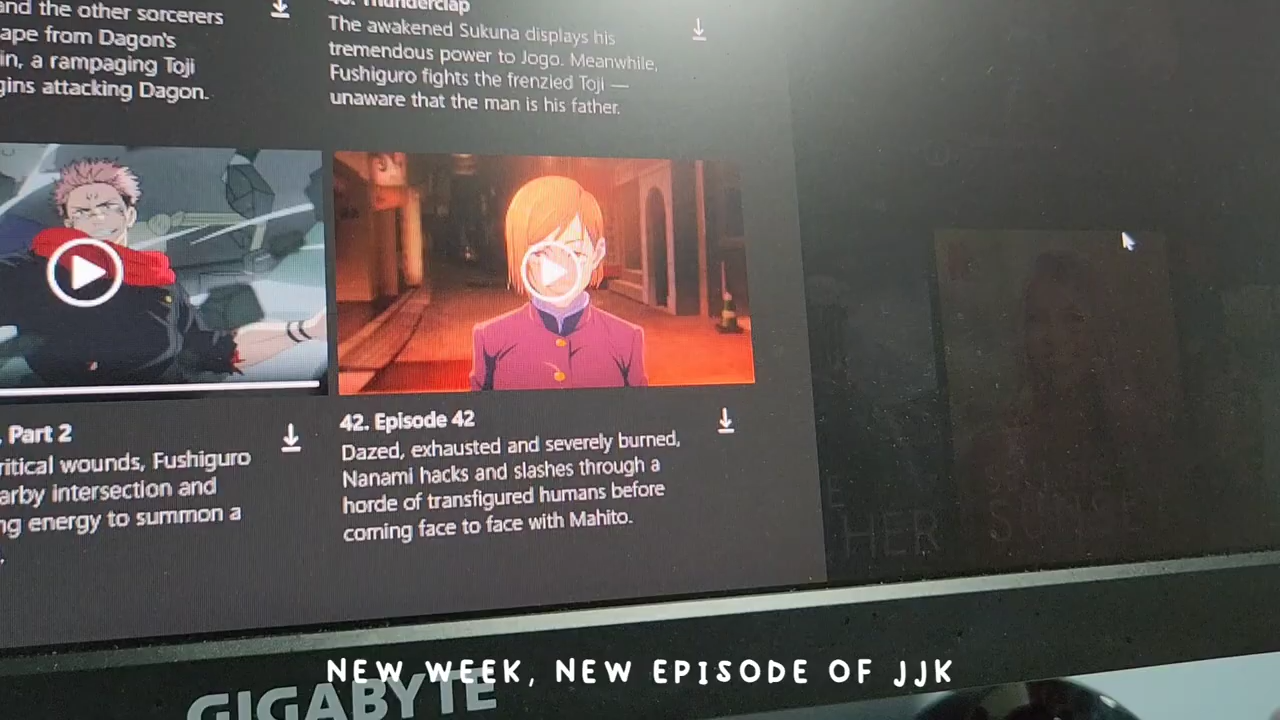 and the other sorcerers
ape from Dagon's
in, a rampaging Toji
gins attacking Dagon.
Thunderclap
The awakened Sukuna displays his
tremendous power to Jogo. Meanwhile,
Fushiguro fights the frenzied Toji —
unaware that the man is his father.
, Part 2
ritical wounds, Fushiguro
arby intersection and
ng energy to summon a
42. Episode 42
Dazed, exhausted and severely burned,
Nanami hacks and slashes through a
horde of transfigured humans before
coming face to face with Mahito.
HER
NEW WEEK, NEW EPISODE OF JJK
GIGABYTE